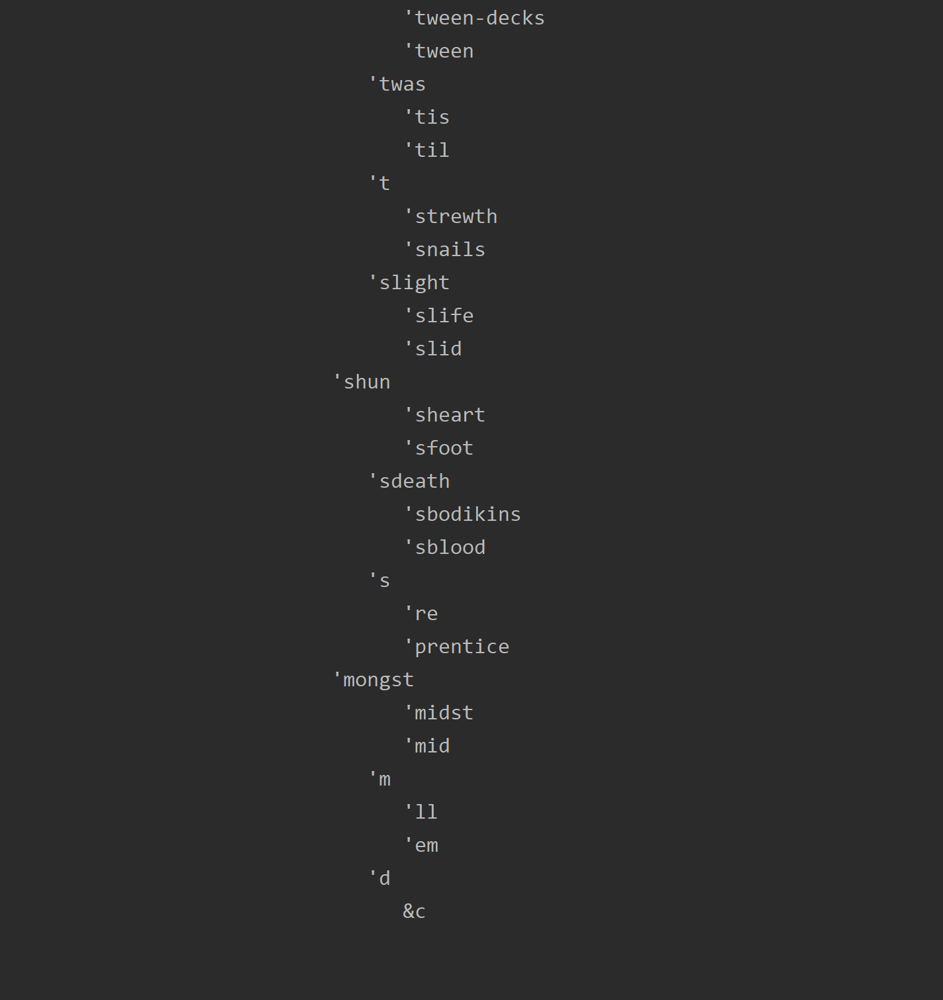 'tween-decks
'tween
'twas
'tis
'til
't
'strewth
'snails
'slight
'slife
'slid
'shun
'sheart
'sfoot
'sdeath
'sbodikins
'sblood
's
're
'prentice
'mongst
'midst
'mid
'm
'll
'em
'd
&c